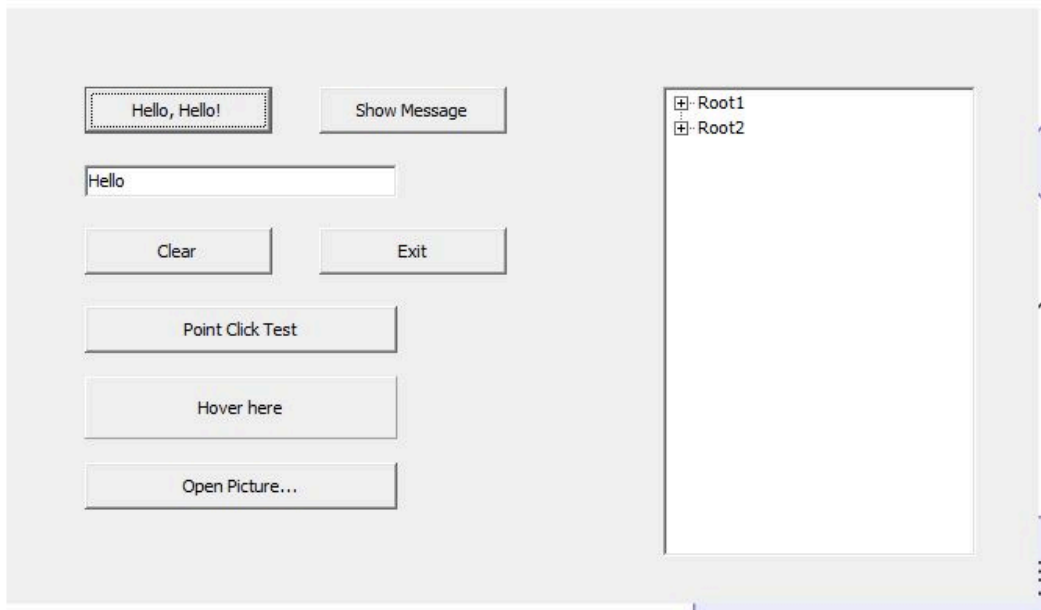 Hello, Hello!
Show Message
Root1
Root2
Hello
Clear
Exit
Point Click Test
Hover here
Open Picture...